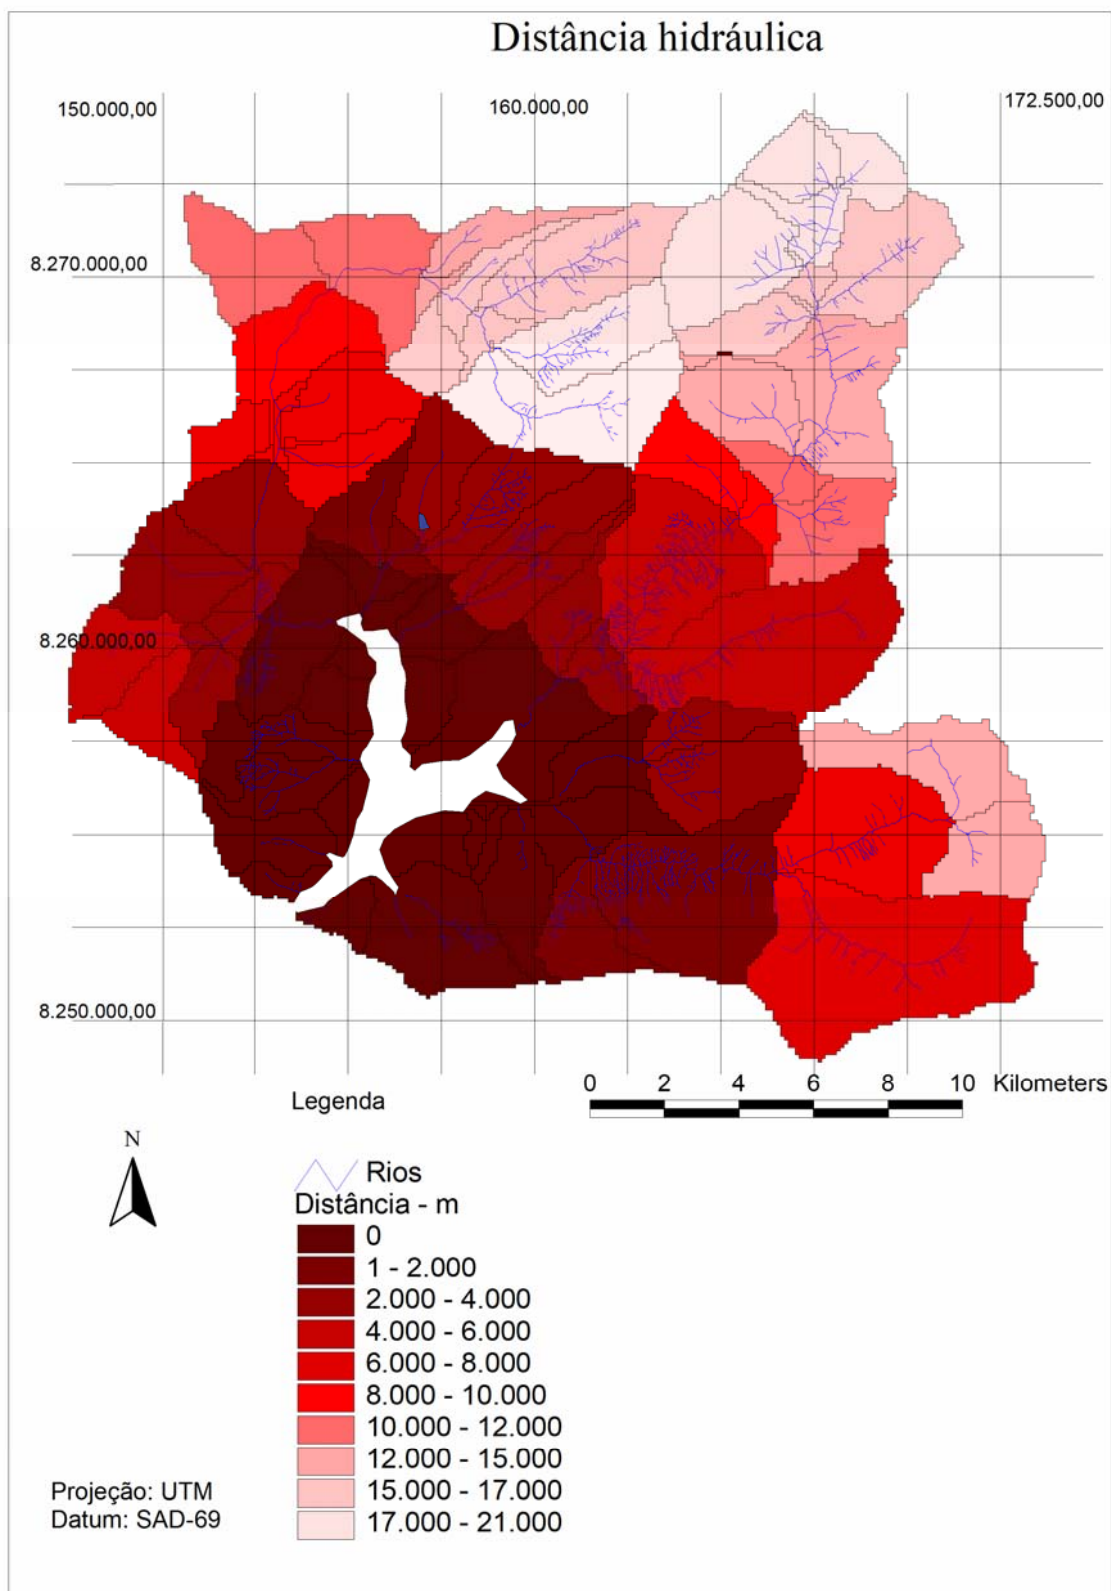 Distância hidráulica
150.000,00
160.000,00
172.500,00
8.270.000,00
8.260.000,00
8.250.000,00
0 2 4 6 8 10 Kilometers
Legenda
N
Rios
Distância - m
0
1 - 2.000
2.000 - 4.000
4.000 - 6.000
6.000 - 8.000
8.000 - 10.000
10.000 - 12.000
12.000 - 15.000
15.000 - 17.000
17.000 - 21.000
Projeção: UTM
Datum: SAD-69